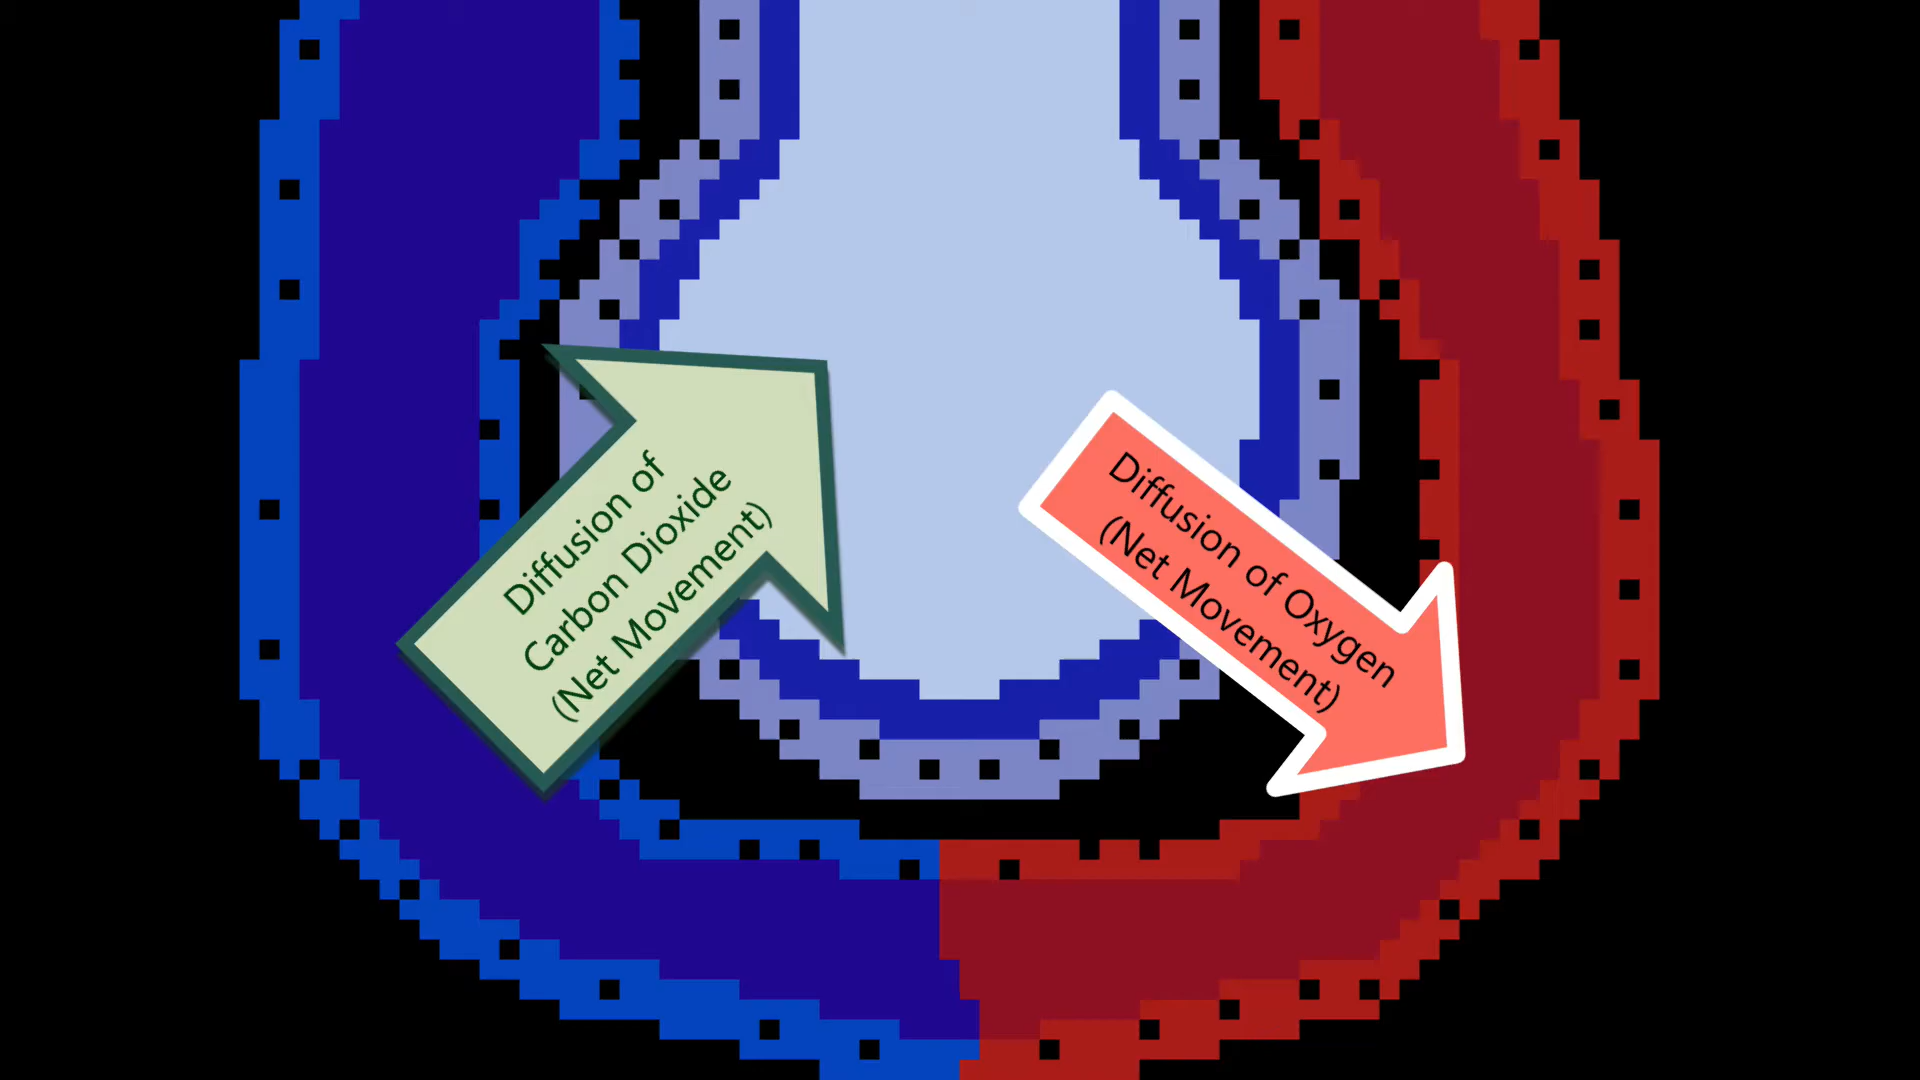 Diffusion of
Carbon Dioxide
(Net Movement)
Diffusion of Oxygen
(Net Movement)